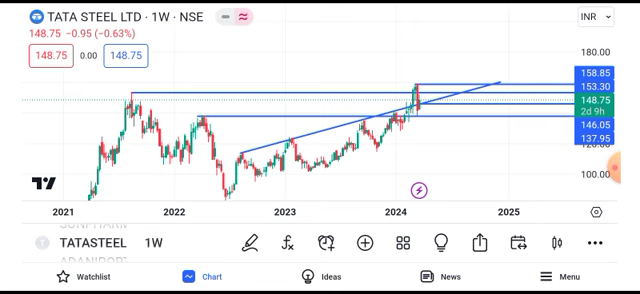 TATA STEEL LTD · 1W · NSE
INR
148.75 −0.95 (−0.63%)
148.75 0.00 148.75
180.00
158.85
153.30
148.75
2d 9h
146.05
137.95
100.00
2021 2022 2023 2024 2025
TATASTEEL 1W
Watchlist Chart Ideas News Menu